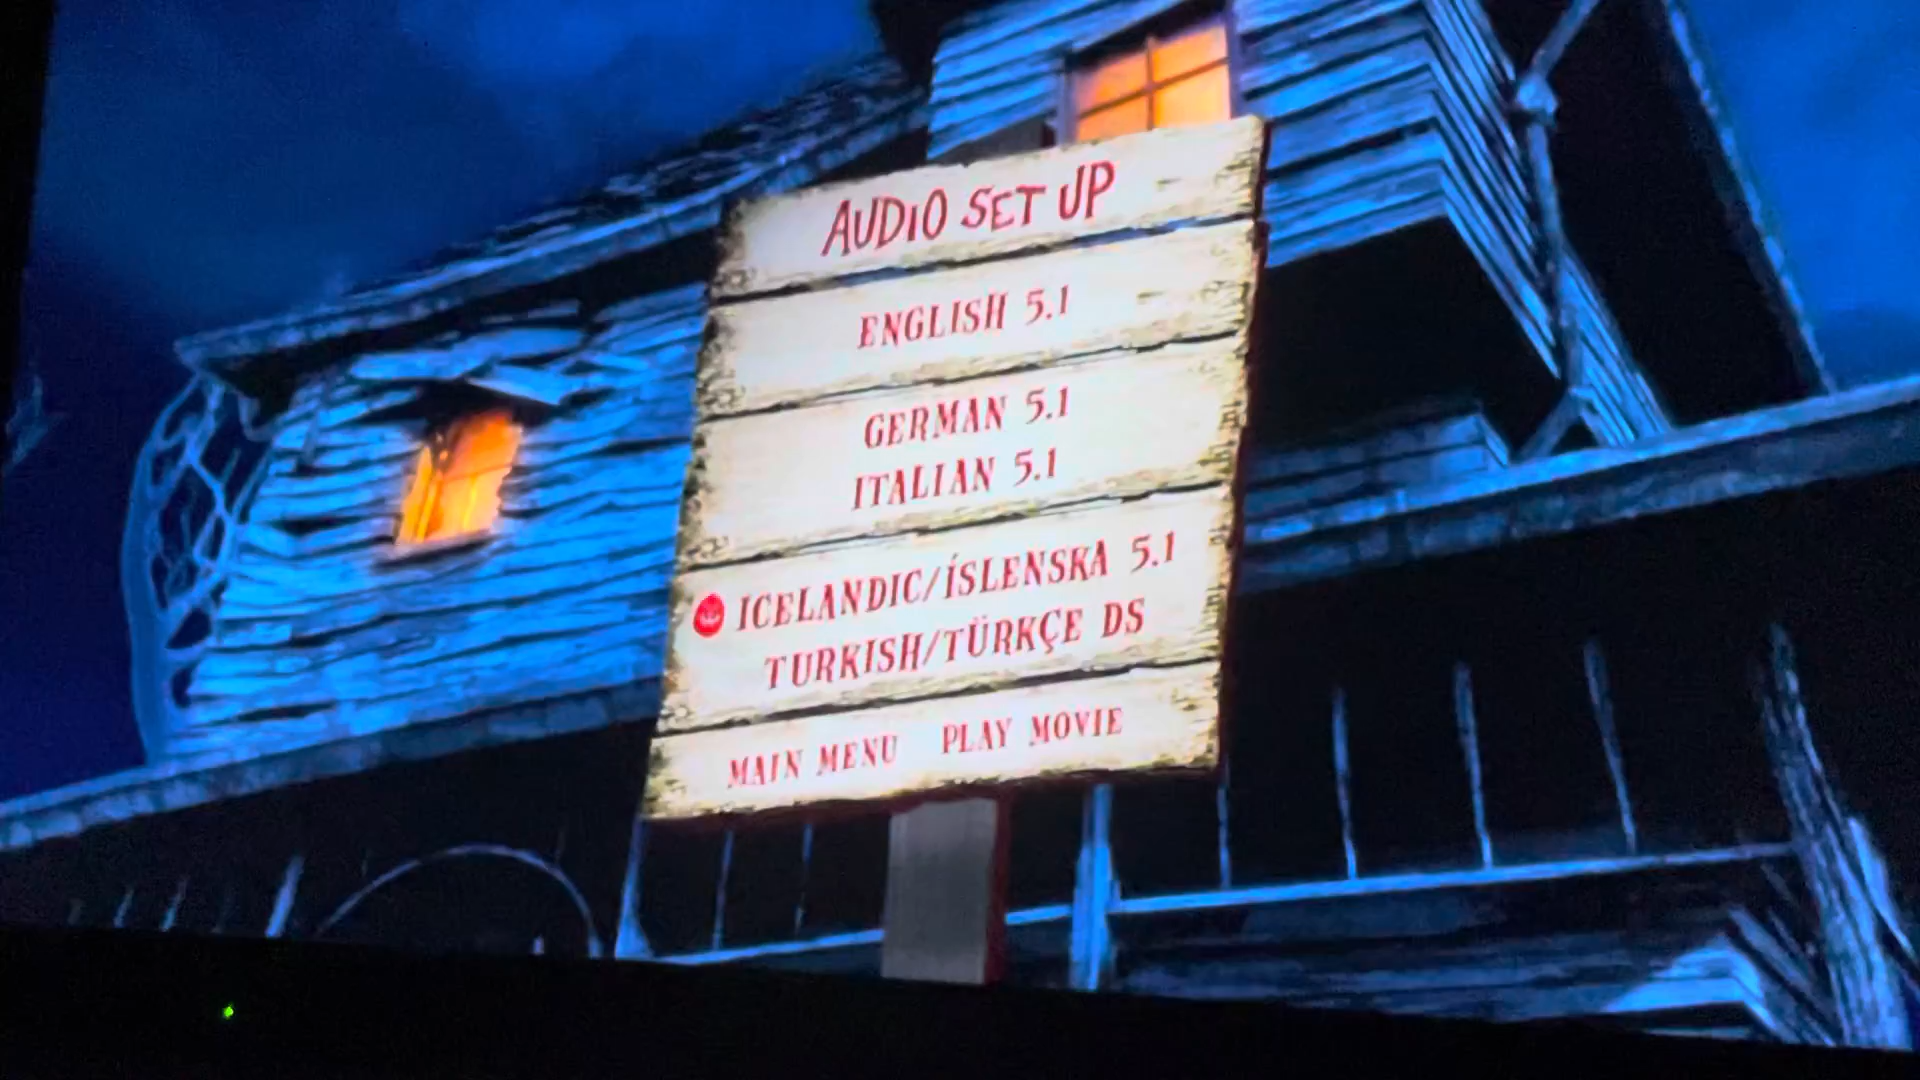 AUDIO SET UP
ENGLISH 5.1
GERMAN 5.1
ITALIAN 5.1
ICELANDIC/ÍSLENSKA 5.1
TURKISH/TÜRKÇE DS
MAIN MENU PLAY MOVIE